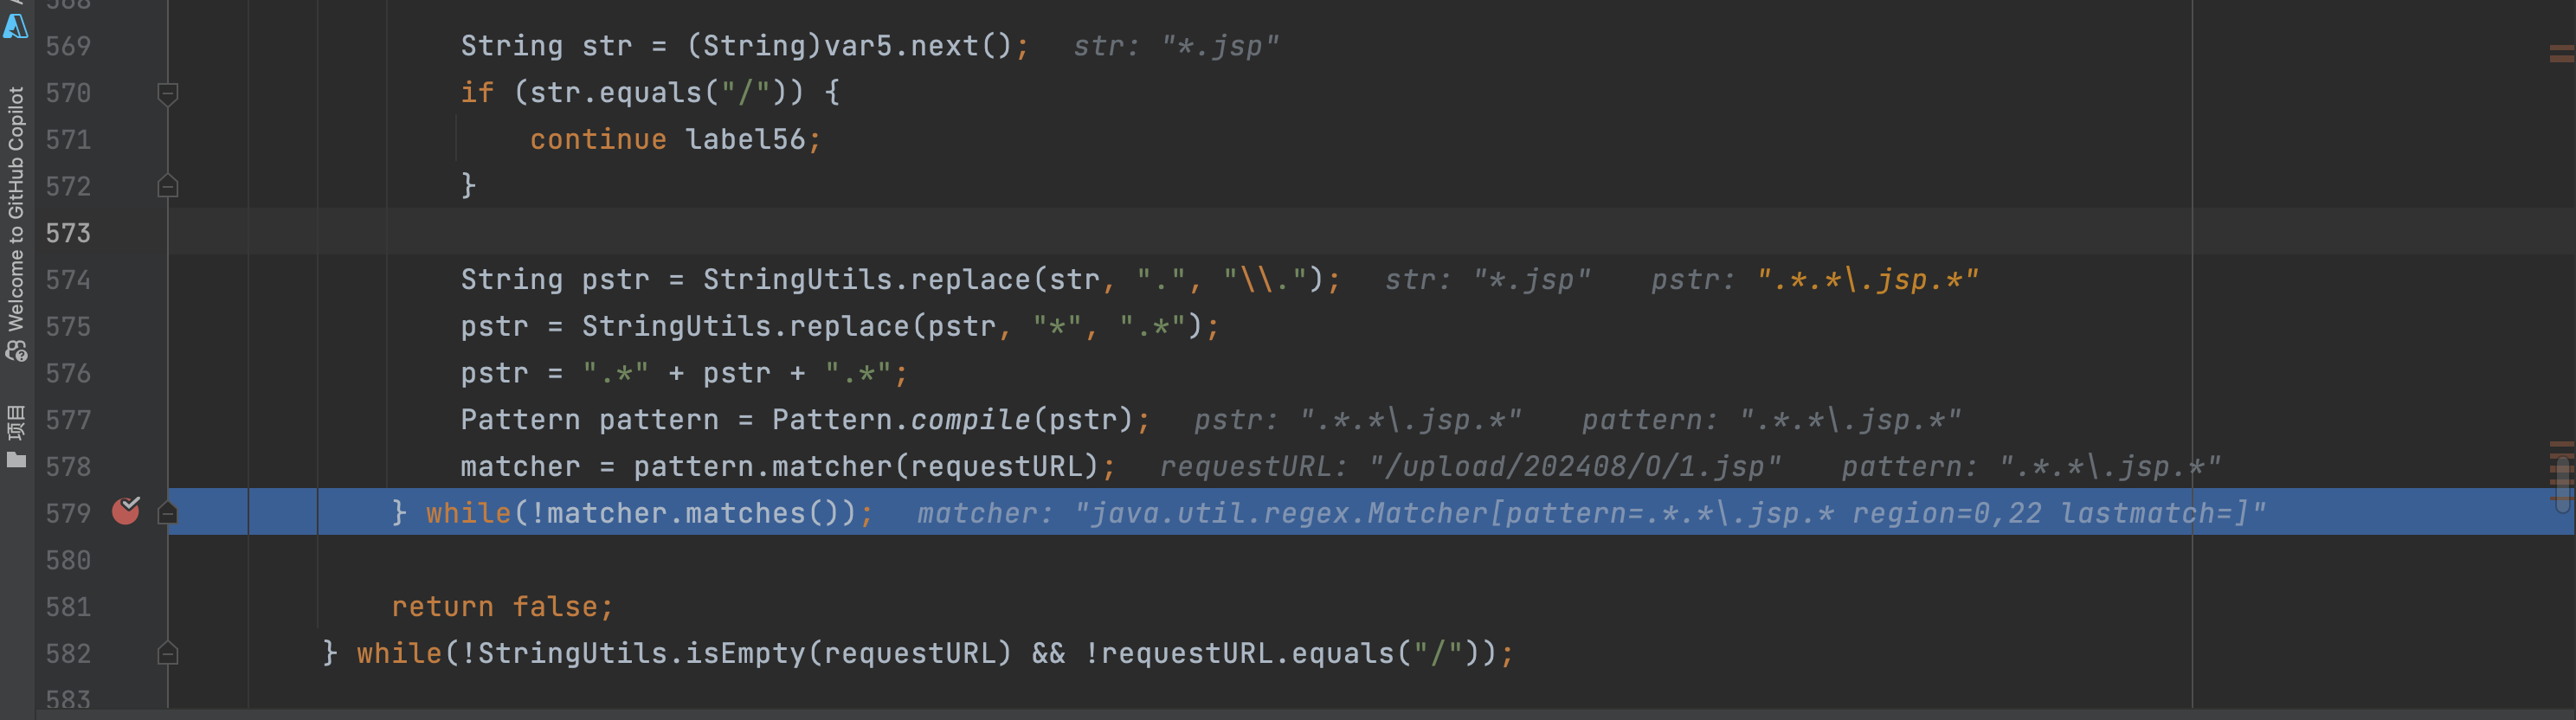 568
569 String str = (String)var5.next(); str: "*.jsp"
570 if (str.equals("/")) {
571 continue label56;
572 }
573
574 String pstr = StringUtils.replace(str, ".", "\\."); str: "*.jsp" pstr: ".*.*\.jsp.*"
575 pstr = StringUtils.replace(pstr, "*", ".*");
576 pstr = ".*" + pstr + ".*";
577 Pattern pattern = Pattern.compile(pstr); pstr: ".*.*\.jsp.*" pattern: ".*.*\.jsp.*"
578 matcher = pattern.matcher(requestURL); requestURL: "/upload/202408/O/1.jsp" pattern: ".*.*\.jsp.*"
579 } while(!matcher.matches()); matcher: "java.util.regex.Matcher[pattern=.*.*\.jsp.* region=0,22 lastmatch=]"
580
581 return false;
582 } while(!StringUtils.isEmpty(requestURL) && !requestURL.equals("/"));
583
Welcome to GitHub Copilot
项目